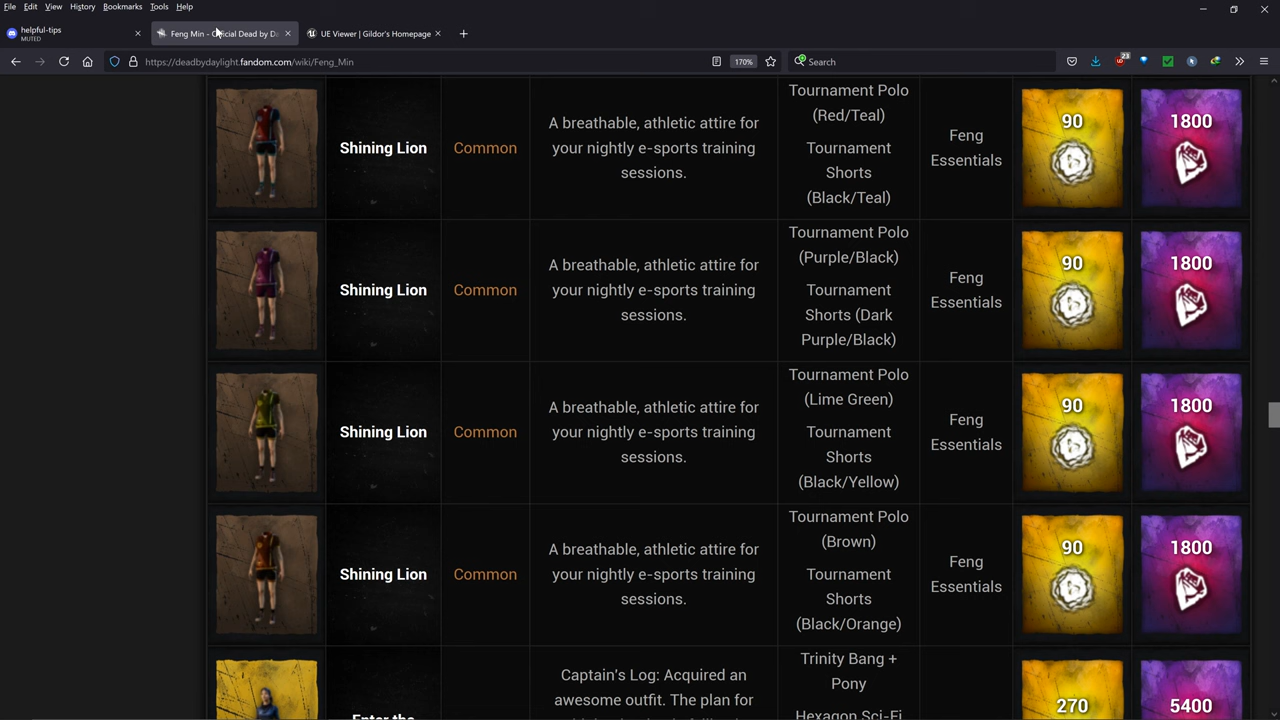 File Edit View History Bookmarks Tools Help
helpful-tips
MUTED
Feng Min - Official Dead by Da
UE Viewer | Gildor's Homepage
https://deadbydaylight.fandom.com/wiki/Feng_Min
170%
Search
23
Shining Lion
Common
A breathable, athletic attire for
your nightly e-sports training
sessions.
Tournament Polo
(Red/Teal)
Tournament
Shorts
(Black/Teal)
Feng
Essentials
90
1800
Shining Lion
Common
A breathable, athletic attire for
your nightly e-sports training
sessions.
Tournament Polo
(Purple/Black)
Tournament
Shorts (Dark
Purple/Black)
Feng
Essentials
90
1800
Shining Lion
Common
A breathable, athletic attire for
your nightly e-sports training
sessions.
Tournament Polo
(Lime Green)
Tournament
Shorts
(Black/Yellow)
Feng
Essentials
90
1800
Shining Lion
Common
A breathable, athletic attire for
your nightly e-sports training
sessions.
Tournament Polo
(Brown)
Tournament
Shorts
(Black/Orange)
Feng
Essentials
90
1800
Enter the
Captain's Log: Acquired an
awesome outfit. The plan for
Trinity Bang +
Pony
Hexagon Sci-Fi
270
5400